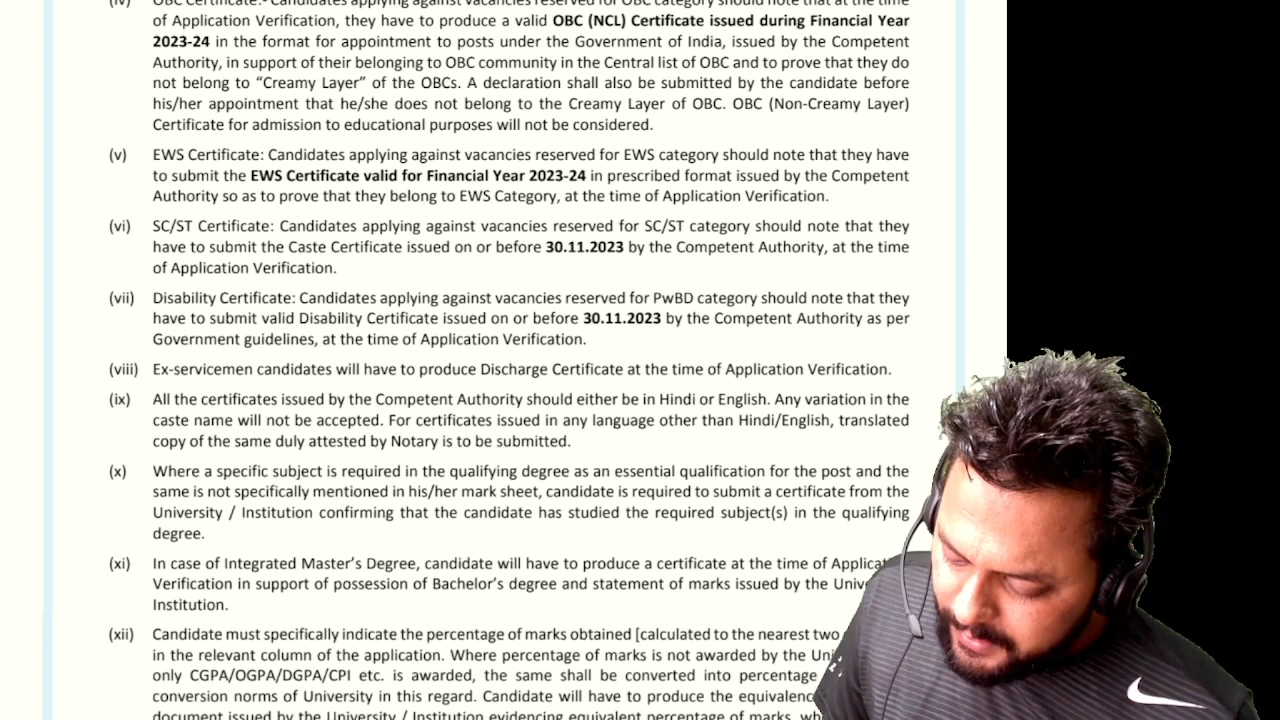 (iv) OBC Certificate:- Candidates applying against vacancies reserved for OBC category should note that at the time
of Application Verification, they have to produce a valid OBC (NCL) Certificate issued during Financial Year
2023-24 in the format for appointment to posts under the Government of India, issued by the Competent
Authority, in support of their belonging to OBC community in the Central list of OBC and to prove that they do
not belong to “Creamy Layer” of the OBCs. A declaration shall also be submitted by the candidate before
his/her appointment that he/she does not belong to the Creamy Layer of OBC. OBC (Non-Creamy Layer)
Certificate for admission to educational purposes will not be considered.
(v) EWS Certificate: Candidates applying against vacancies reserved for EWS category should note that they have
to submit the EWS Certificate valid for Financial Year 2023-24 in prescribed format issued by the Competent
Authority so as to prove that they belong to EWS Category, at the time of Application Verification.
(vi) SC/ST Certificate: Candidates applying against vacancies reserved for SC/ST category should note that they
have to submit the Caste Certificate issued on or before 30.11.2023 by the Competent Authority, at the time
of Application Verification.
(vii) Disability Certificate: Candidates applying against vacancies reserved for PwBD category should note that they
have to submit valid Disability Certificate issued on or before 30.11.2023 by the Competent Authority as per
Government guidelines, at the time of Application Verification.
(viii) Ex-servicemen candidates will have to produce Discharge Certificate at the time of Application Verification.
(ix) All the certificates issued by the Competent Authority should either be in Hindi or English. Any variation in the
caste name will not be accepted. For certificates issued in any language other than Hindi/English, translated
copy of the same duly attested by Notary is to be submitted.
(x) Where a specific subject is required in the qualifying degree as an essential qualification for the post and the
same is not specifically mentioned in his/her mark sheet, candidate is required to submit a certificate from the
University / Institution confirming that the candidate has studied the required subject(s) in the qualifying
degree.
(xi) In case of Integrated Master’s Degree, candidate will have to produce a certificate at the time of
Verification in support of possession of Bachelor’s degree and statement of marks issued by the
Institution.
(xii) Candidate must specifically indicate the percentage of marks obtained [calculated to the nearest two
in the relevant column of the application. Where percentage of marks is not awarded by the
only CGPA/OGPA/DGPA/CPI etc. is awarded, the same shall be converted into percentage
conversion norms of University in this regard. Candidate will have to produce the
document issued by the University / Institution evidencing equivalent percentage of marks,